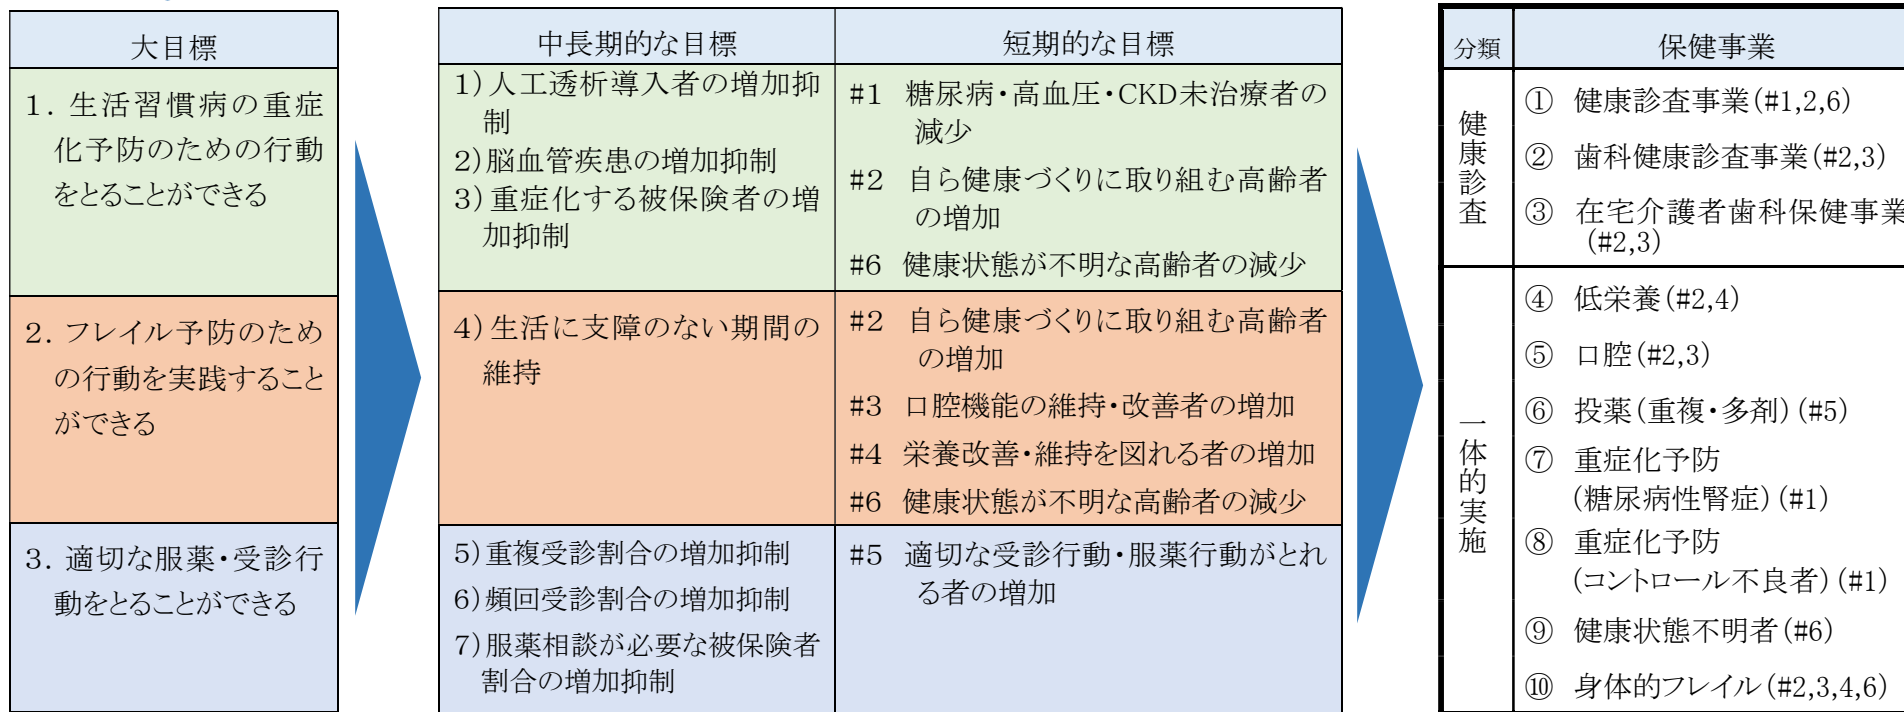 大目標
1．生活習慣病の重症
化予防のための行動
をとることができる
2．フレイル予防のため
の行動を実践すること
ができる
3．適切な服薬・受診行
動をとることができる
中長期的な目標
1）人工透析導入者の増加抑
制
2）脳血管疾患の増加抑制
3）重症化する被保険者の増
加抑制
4）生活に支障のない期間の
維持
5）重複受診割合の増加抑制
6）頻回受診割合の増加抑制
7）服薬相談が必要な被保険者
割合の増加抑制
短期的な目標
#1 糖尿病・高血圧・CKD未治療者の
減少
#2 自ら健康づくりに取り組む高齢者
の増加
#6 健康状態が不明な高齢者の減少
#2 自ら健康づくりに取り組む高齢者
の増加
#3 口腔機能の維持・改善者の増加
#4 栄養改善・維持を図れる者の増加
#6 健康状態が不明な高齢者の減少
#5 適切な受診行動・服薬行動がとれ
る者の増加
分類 保健事業
健康診査
① 健康診査事業（#1,2,6）
② 歯科健康診査事業（#2,3）
③ 在宅介護者歯科保健事業
（#2,3）
一体的実施
④ 低栄養（#2,4）
⑤ 口腔（#2,3）
⑥ 投薬（重複・多剤）（#5）
⑦ 重症化予防
（糖尿病性腎症）（#1）
⑧ 重症化予防
（コントロール不良者）（#1）
⑨ 健康状態不明者（#6）
⑩ 身体的フレイル（#2,3,4,6）